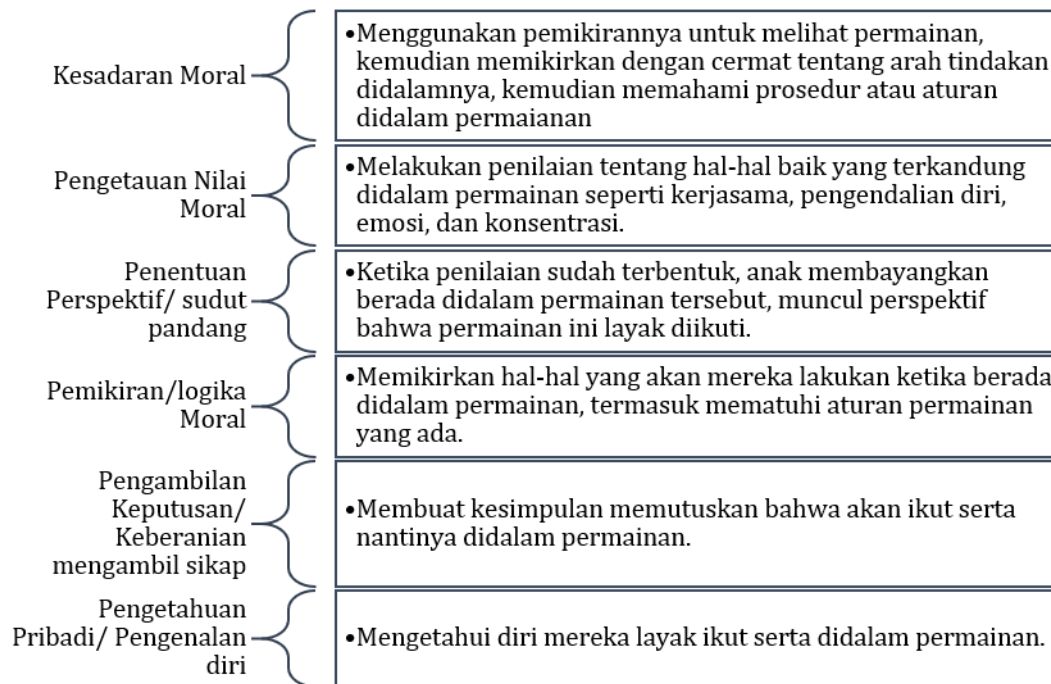 Kesadaran Moral
•Menggunakan pemikirannya untuk melihat permainan,
kemudian memikirkan dengan cermat tentang arah tindakan
didalamnya, kemudian memahami prosedur atau aturan
didalam permaianan
Pengetauan Nilai
Moral
•Melakukan penilaian tentang hal-hal baik yang terkandung
didalam permainan seperti kerjasama, pengendalian diri,
emosi, dan konsentrasi.
Penentuan
Perspektif/ sudut
pandang
•Ketika penilaian sudah terbentuk, anak membayangkan
berada didalam permainan tersebut, muncul perspektif
bahwa permainan ini layak diikuti.
Pemikiran/logika
Moral
•Memikirkan hal-hal yang akan mereka lakukan ketika berada
didalam permainan, termasuk mematuhi aturan permainan
yang ada.
Pengambilan
Keputusan/
Keberanian
mengambil sikap
•Membuat kesimpulan memutuskan bahwa akan ikut serta
nantinya didalam permainan.
Pengetahuan
Pribadi/ Pengenalan
diri
•Mengetahui diri mereka layak ikut serta didalam permainan.